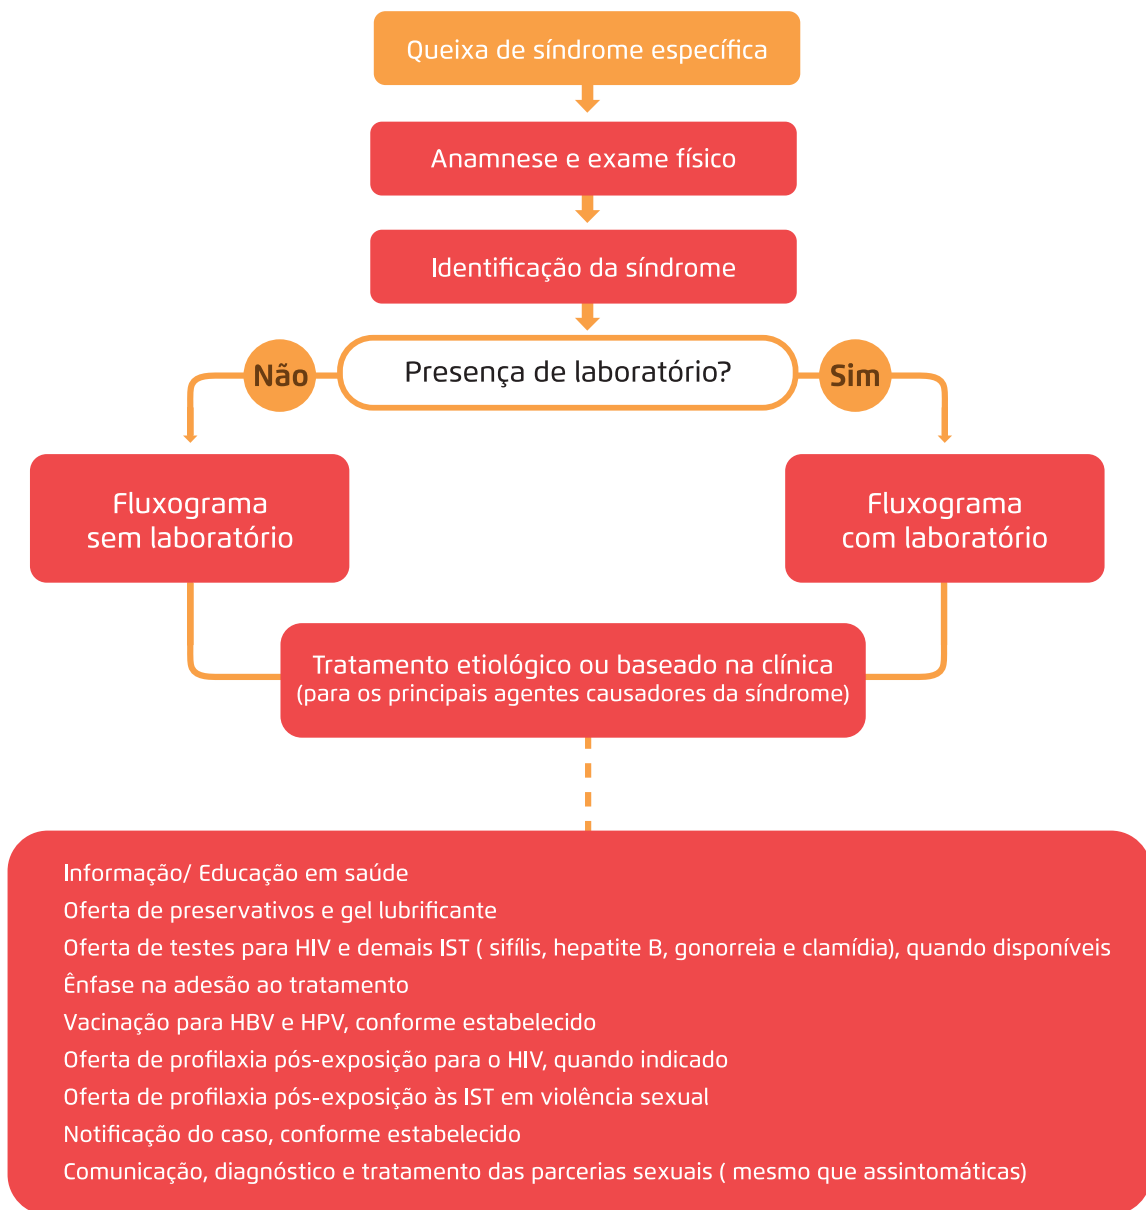 Queixa de síndrome específica
Anamnese e exame físico
Identificação da síndrome
Não
Presença de laboratório?
Sim
Fluxograma
sem laboratório
Fluxograma
com laboratório
Tratamento etiológico ou baseado na clínica
(para os principais agentes causadores da síndrome)
Informação/ Educação em saúde
Oferta de preservativos e gel lubrificante
Oferta de testes para HIV e demais IST ( sifílis, hepatite B, gonorreia e clamídia), quando disponíveis
Ênfase na adesão ao tratamento
Vacinação para HBV e HPV, conforme estabelecido
Oferta de profilaxia pós-exposição para o HIV, quando indicado
Oferta de profilaxia pós-exposição às IST em violência sexual
Notificação do caso, conforme estabelecido
Comunicação, diagnóstico e tratamento das parcerias sexuais ( mesmo que assintomáticas)